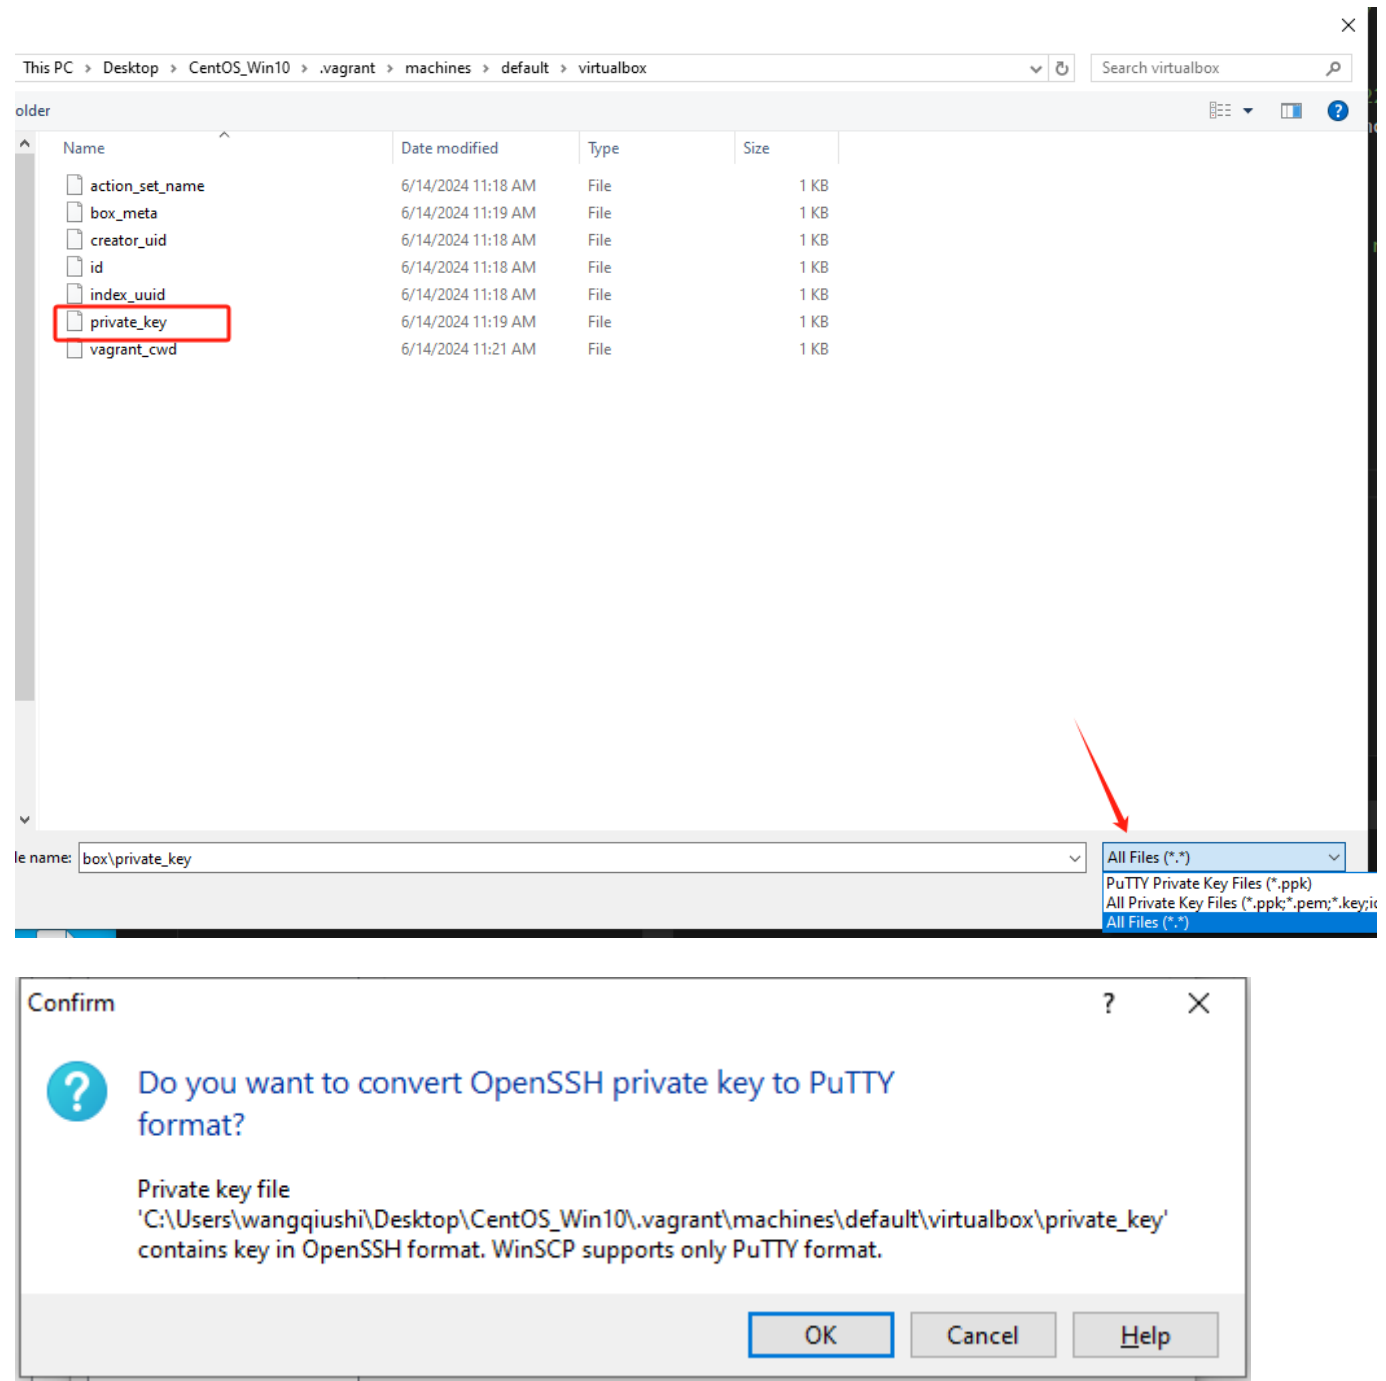 This PC > Desktop > CentOS_Win10 > .vagrant > machines > default > virtualbox
Search virtualbox
older
Name Date modified Type Size
action_set_name 6/14/2024 11:18 AM File 1 KB
box_meta 6/14/2024 11:19 AM File 1 KB
creator_uid 6/14/2024 11:18 AM File 1 KB
id 6/14/2024 11:18 AM File 1 KB
index_uuid 6/14/2024 11:18 AM File 1 KB
private_key 6/14/2024 11:19 AM File 1 KB
vagrant_cwd 6/14/2024 11:21 AM File 1 KB
le name: box\private_key All Files (*.*)
PuTTY Private Key Files (*.ppk)
All Private Key Files (*.ppk;*.pem;*.key;id
All Files (*.*)
Confirm
Do you want to convert OpenSSH private key to PuTTY
format?
Private key file
'C:\Users\wangqiushi\Desktop\CentOS_Win10\.vagrant\machines\default\virtualbox\private_key'
contains key in OpenSSH format. WinSCP supports only PuTTY format.
OK Cancel Help